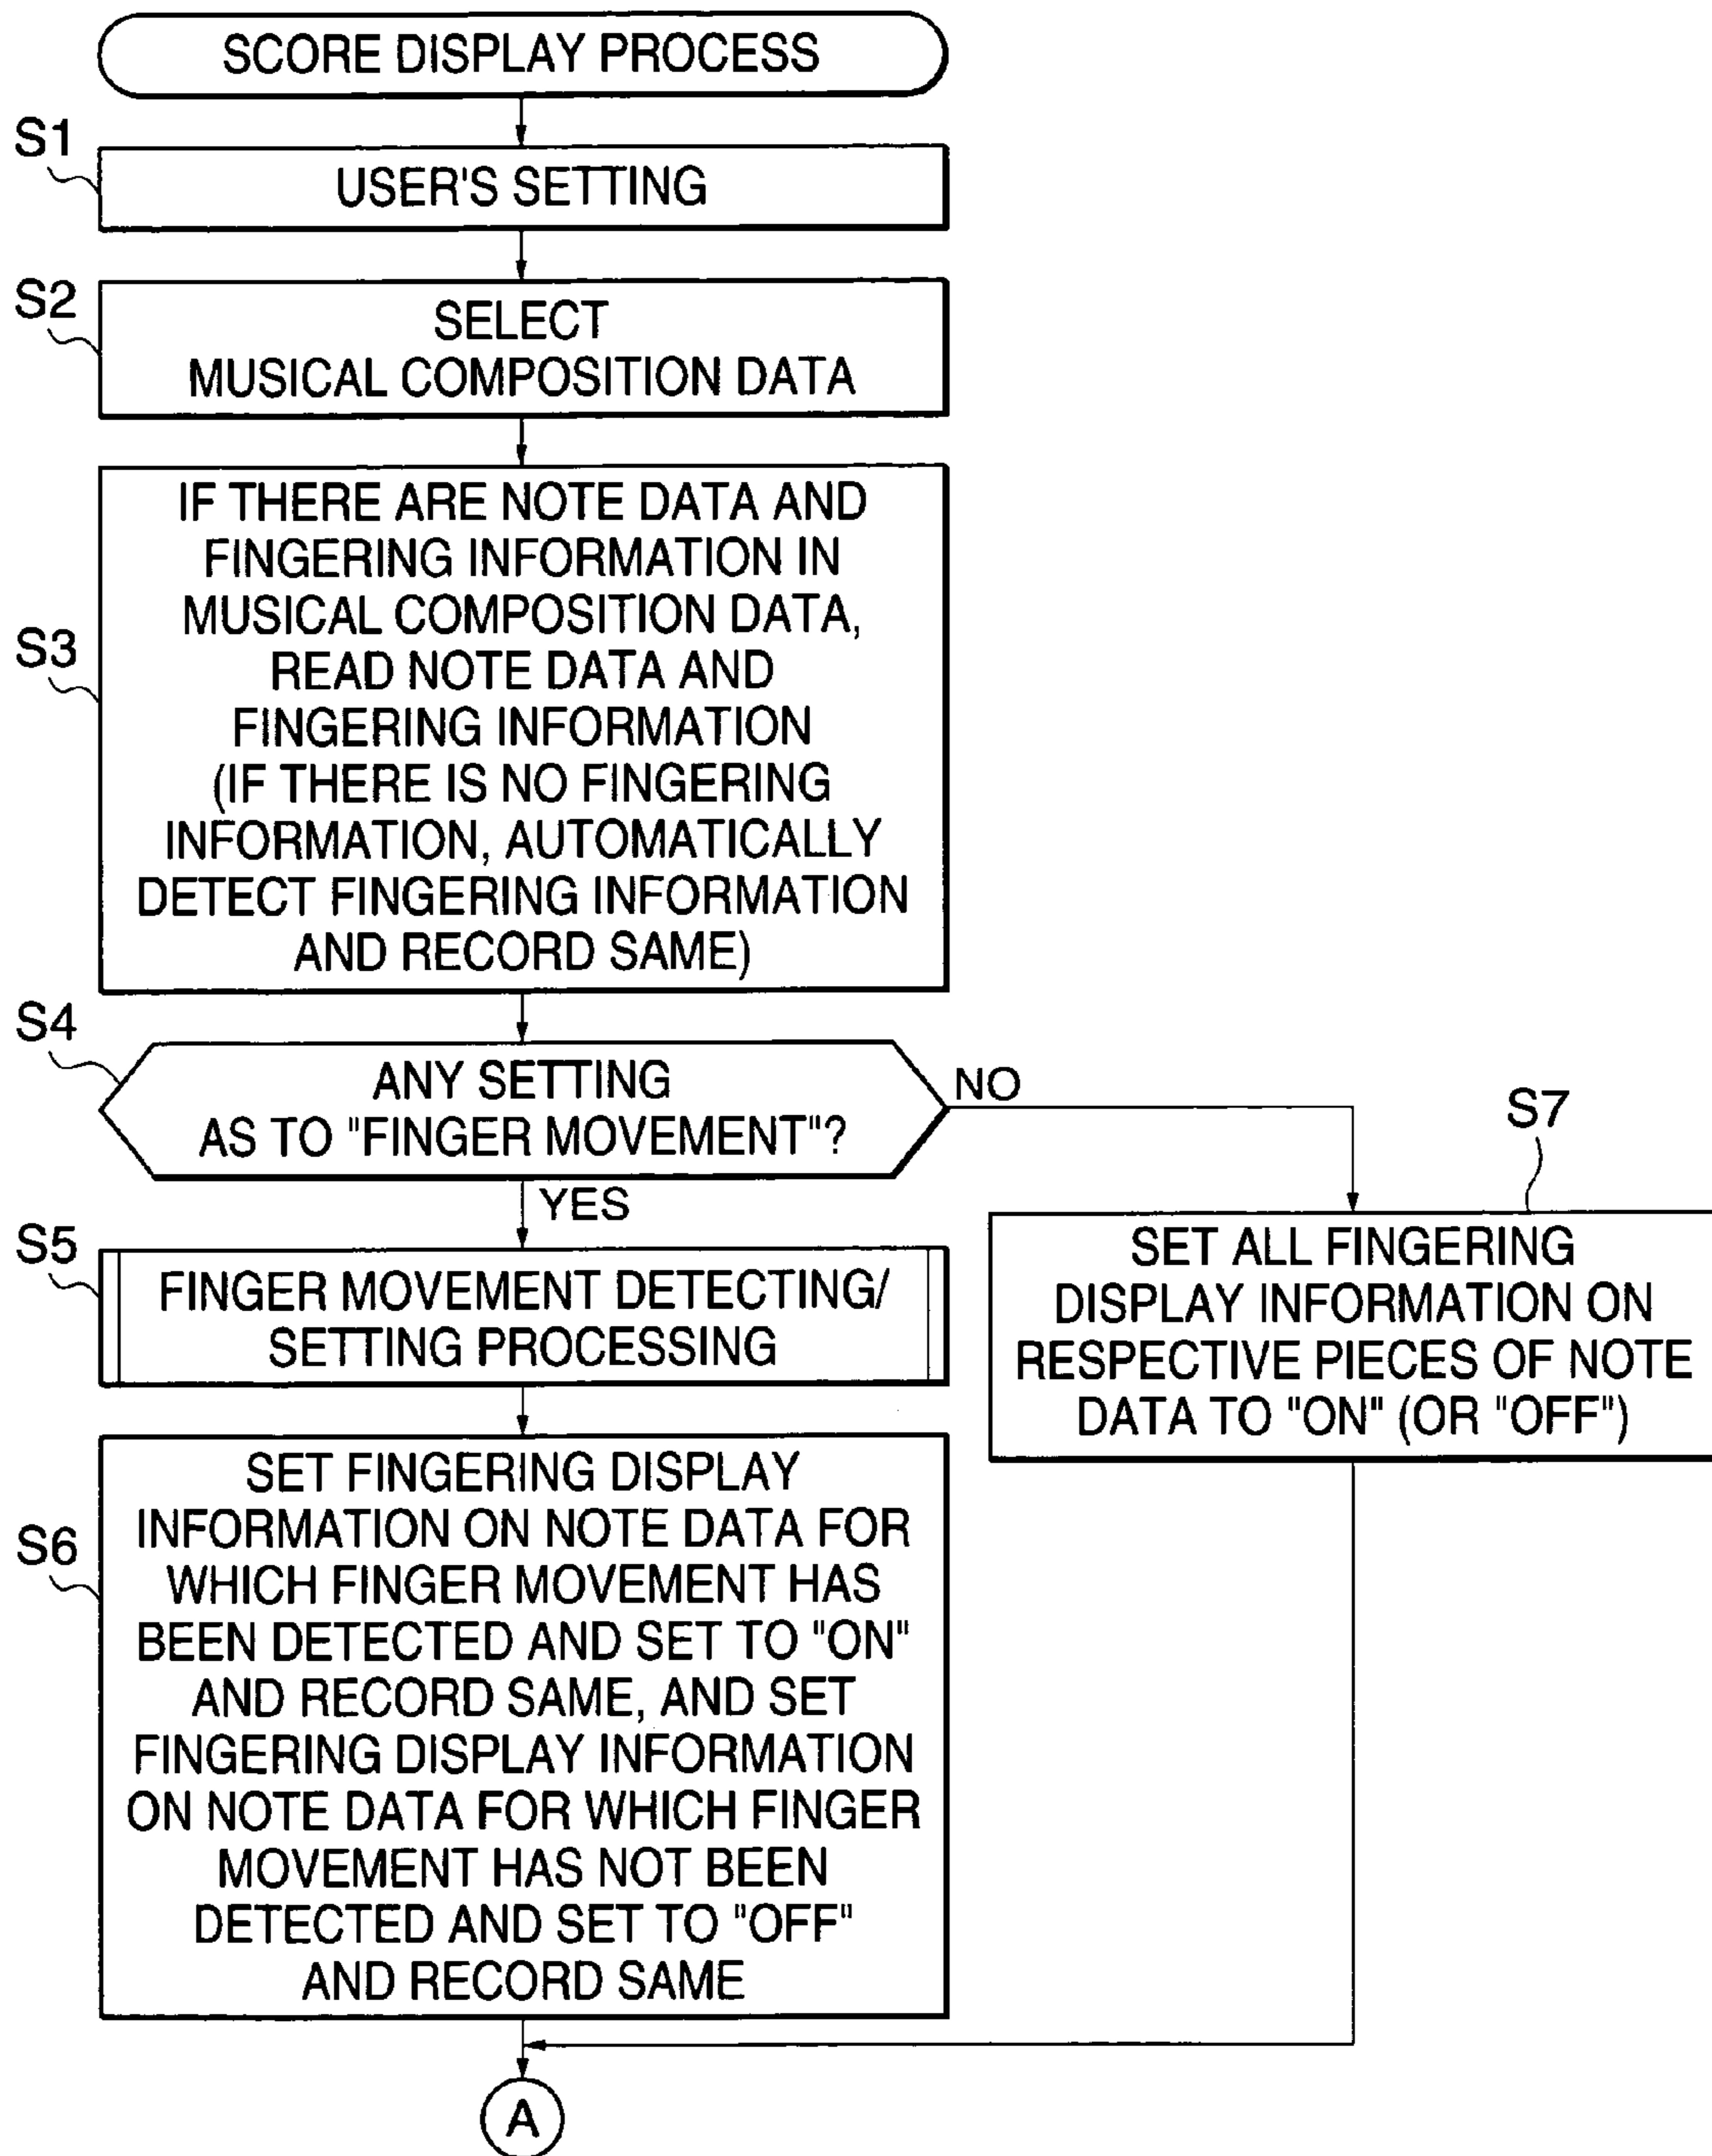 SCORE DISPLAY PROCESS
S1
USER'S SETTING
S2
SELECT
MUSICAL COMPOSITION DATA
S3
IF THERE ARE NOTE DATA AND
FINGERING INFORMATION IN
MUSICAL COMPOSITION DATA,
READ NOTE DATA AND
FINGERING INFORMATION
(IF THERE IS NO FINGERING
INFORMATION, AUTOMATICALLY
DETECT FINGERING INFORMATION
AND RECORD SAME)
S4
ANY SETTING
AS TO "FINGER MOVEMENT"?
NO
YES
S5
FINGER MOVEMENT DETECTING/
SETTING PROCESSING
S6
SET FINGERING DISPLAY
INFORMATION ON NOTE DATA FOR
WHICH FINGER MOVEMENT HAS
BEEN DETECTED AND SET TO "ON"
AND RECORD SAME, AND SET
FINGERING DISPLAY INFORMATION
ON NOTE DATA FOR WHICH FINGER
MOVEMENT HAS NOT BEEN
DETECTED AND SET TO "OFF"
AND RECORD SAME
S7
SET ALL FINGERING
DISPLAY INFORMATION ON
RESPECTIVE PIECES OF NOTE
DATA TO "ON" (OR "OFF")
A